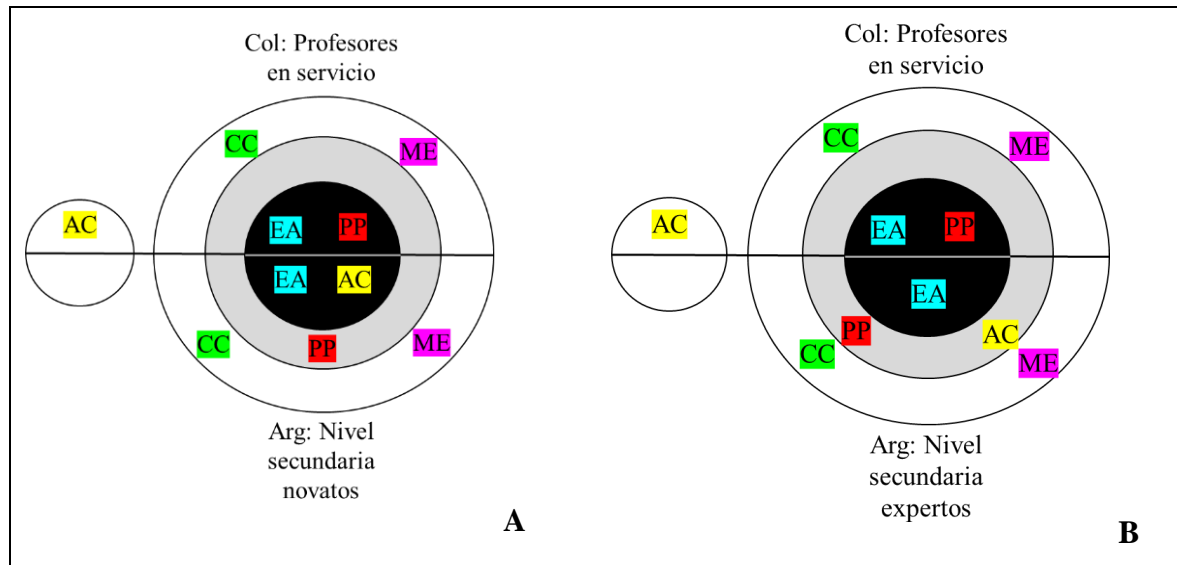 Col: Profesores
en servicio
CC
ME
AC
EA
PP
EA
AC
CC
PP
ME
Arg: Nivel
secundaria
novatos
A
Col: Profesores
en servicio
CC
ME
AC
EA
PP
EA
PP
AC
CC
ME
Arg: Nivel
secundaria
expertos
B